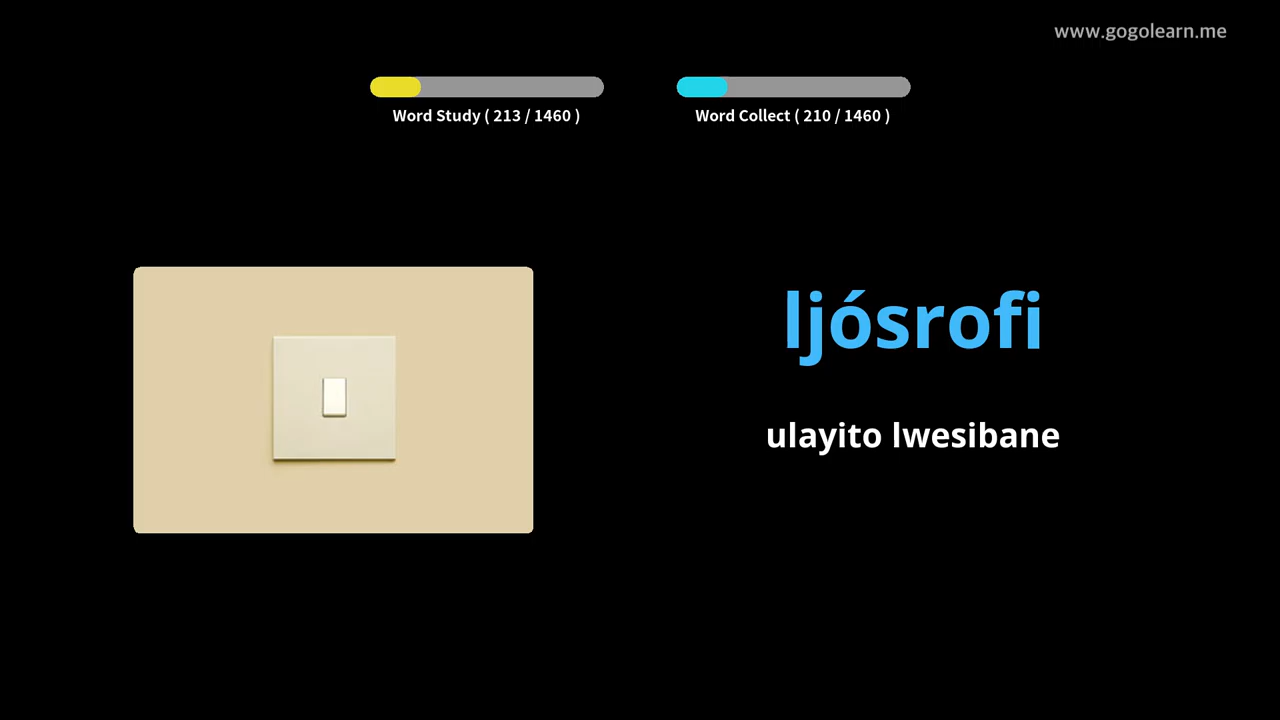 www.gogolearn.me
Word Study ( 213 / 1460 )
Word Collect ( 210 / 1460 )
ljósrofi
ulayito lwesibane